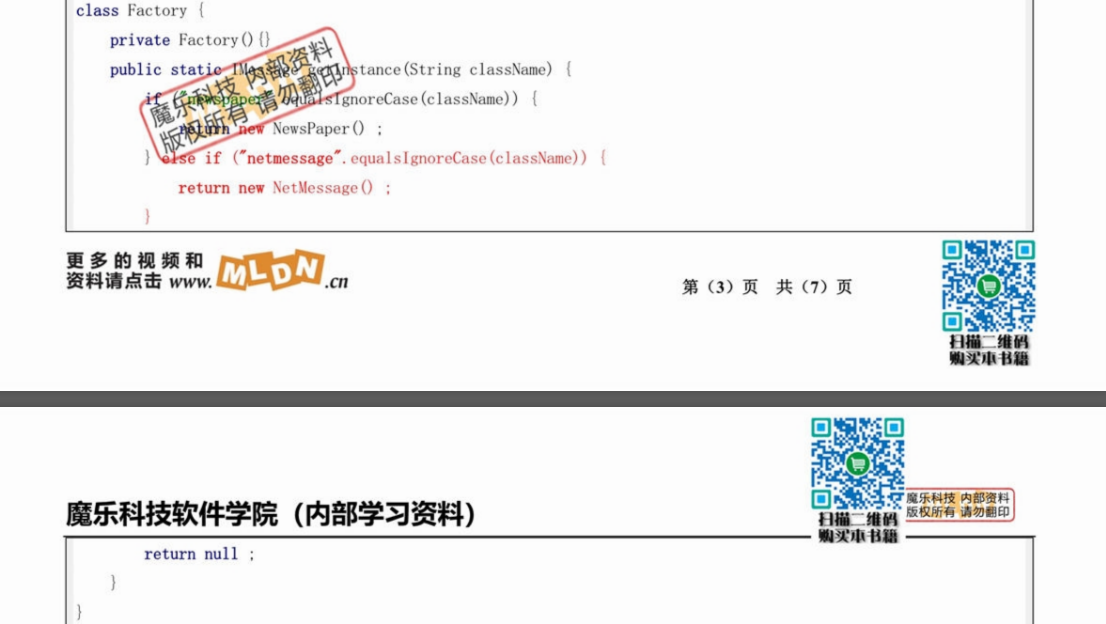 class Factory {
private Factory(){}
public static IMessage getInstance(String className) {
if ("newspaper".equalsIgnoreCase(className)) {
return new NewsPaper() ;
} else if ("netmessage".equalsIgnoreCase(className)) {
return new NetMessage() ;
}
魔乐科技 内部资料
版权所有 请勿翻印
更多的视频和
资料请点击 www.MLDN.cn
第（3）页 共（7）页
扫描二维码
购买本书籍
魔乐科技软件学院（内部学习资料）
扫描二维码
购买本书籍
魔乐科技 内部资料
版权所有 请勿翻印
return null ;
}
}